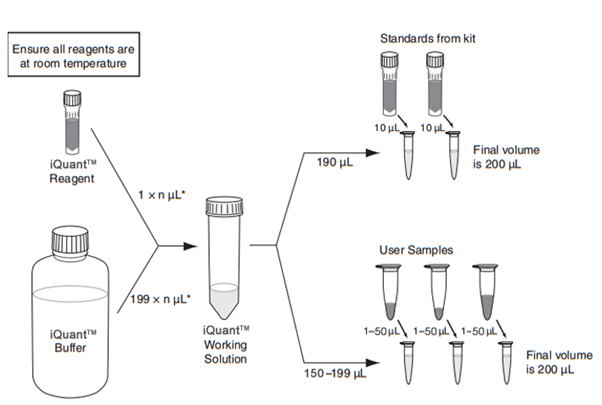 Ensure all reagents are
at room temperature
iQuant™
Reagent
1 × n µL*
199 × n µL*
iQuant™
Buffer
iQuant™
Working
Solution
Standards from kit
10 µL
10 µL
190 µL
Final volume
is 200 µL
User Samples
1–50 µL
1–50 µL
1–50 µL
150–199 µL
Final volume
is 200 µL